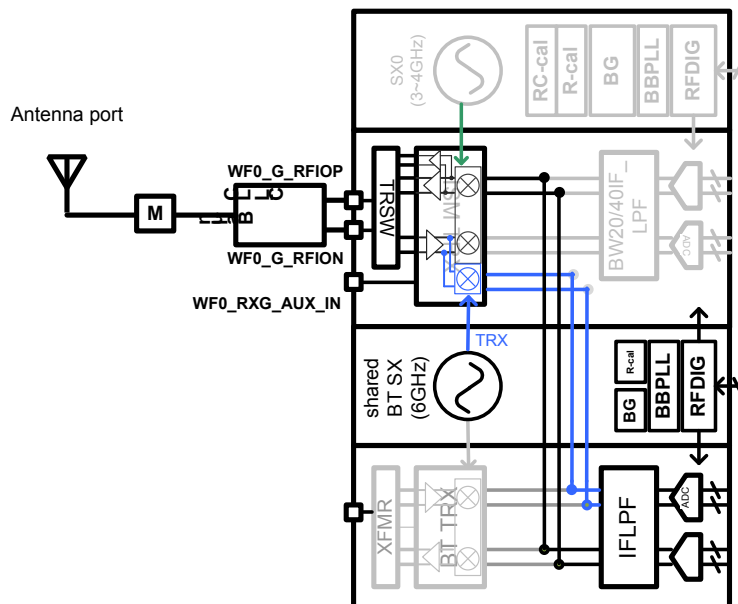 SX0
(3~4GHz)
RC-cal
R-cal
BG
BBPLL
RFDIG
Antenna port
WF0_G_RFIOP
M
TRSW
BW20/40IF_
LPF
ADC
WF0_G_RFION
WF0_RXG_AUX_IN
TRX
shared
BT SX
(6GHz)
R-cal
BG
BBPLL
RFDIG
XFMR
BT TRX
IFLPF
ADC